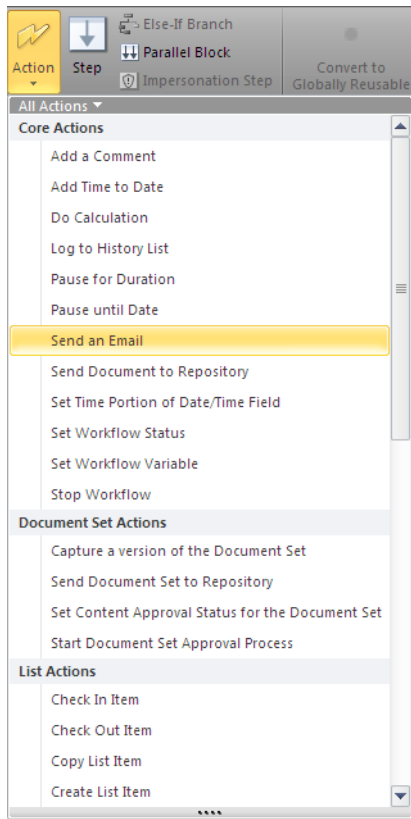 Else-If Branch
Parallel Block
Action
Step
Impersonation Step
Convert to
Globally Reusable
All Actions
Core Actions
Add a Comment
Add Time to Date
Do Calculation
Log to History List
Pause for Duration
Pause until Date
Send an Email
Send Document to Repository
Set Time Portion of Date/Time Field
Set Workflow Status
Set Workflow Variable
Stop Workflow
Document Set Actions
Capture a version of the Document Set
Send Document Set to Repository
Set Content Approval Status for the Document Set
Start Document Set Approval Process
List Actions
Check In Item
Check Out Item
Copy List Item
Create List Item